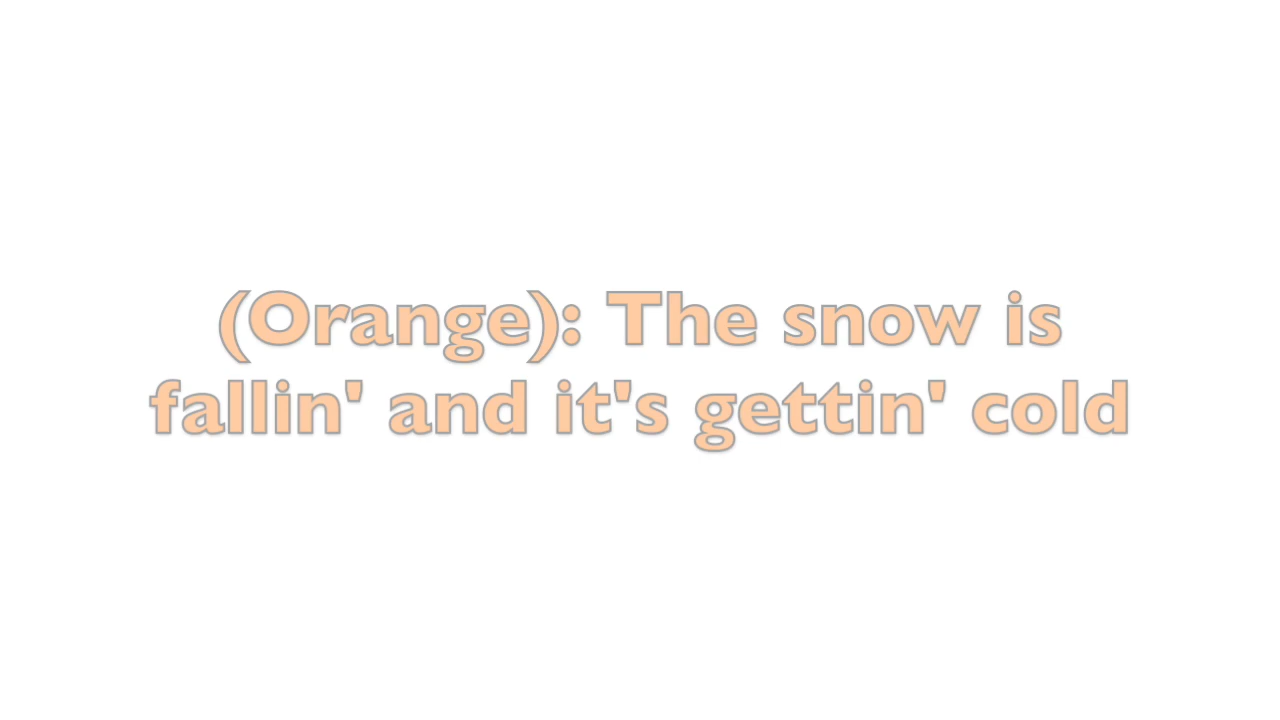 (Orange): The snow is
fallin' and it's gettin' cold